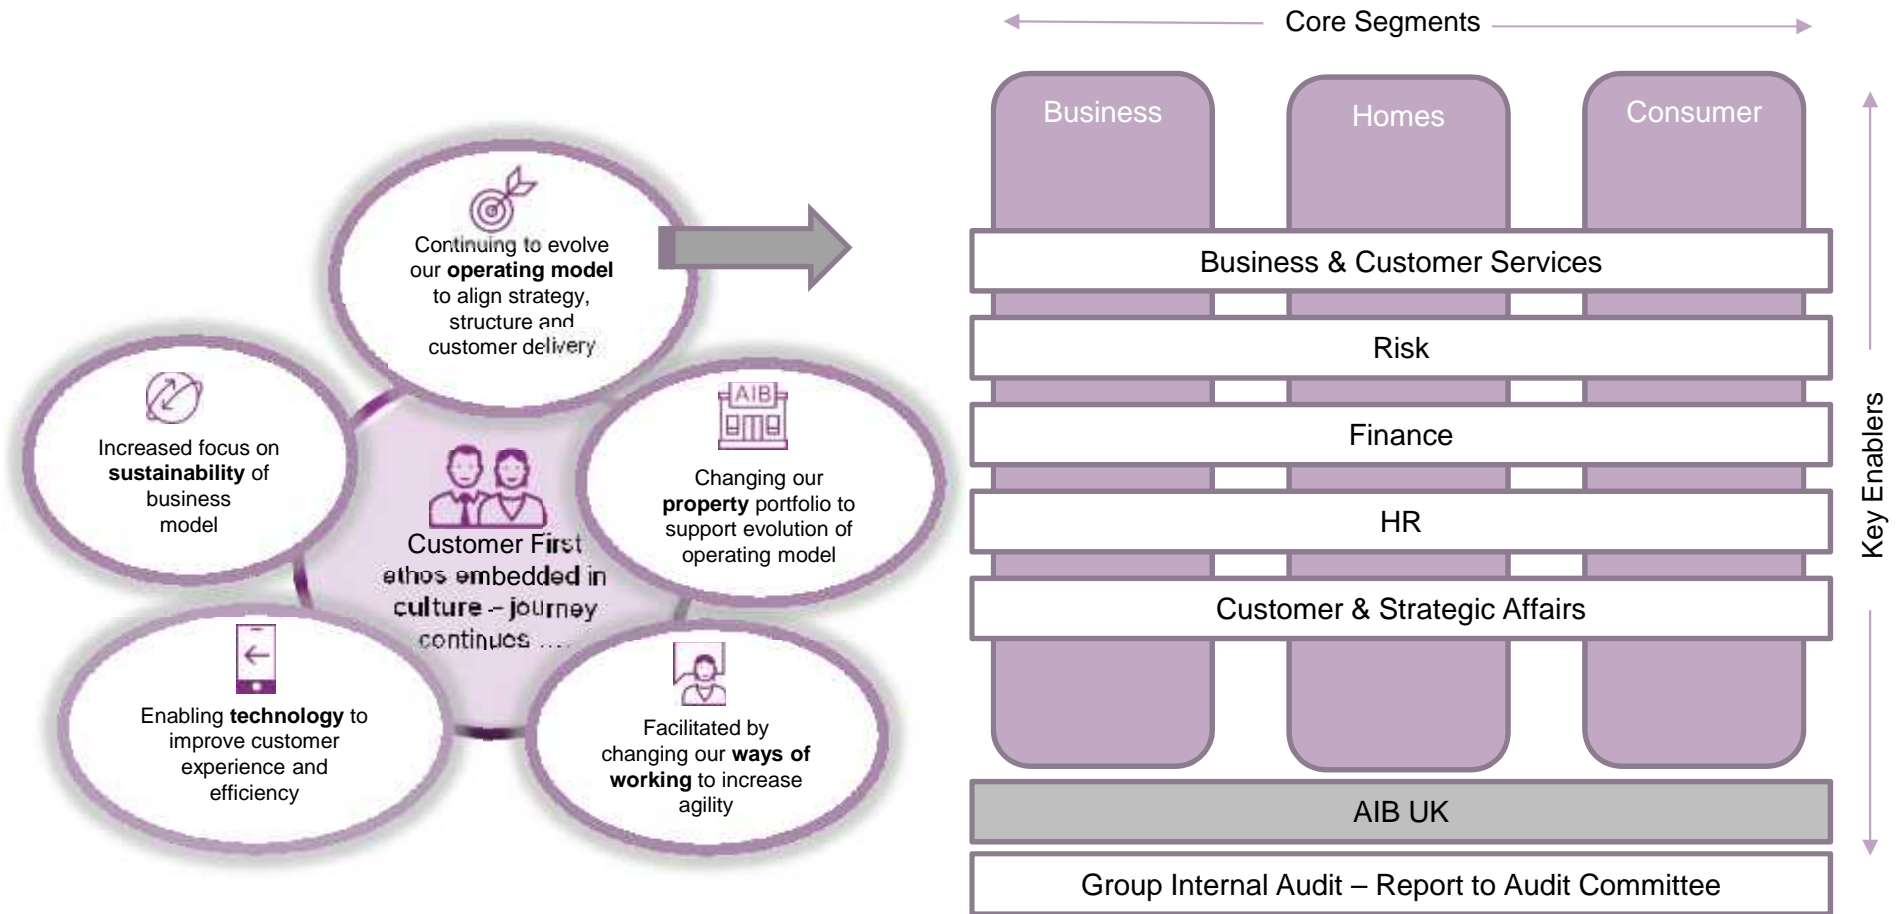 Core Segments
Business
Homes
Consumer
Business & Customer Services
Risk
Finance
HR
Customer & Strategic Affairs
AIB UK
Group Internal Audit – Report to Audit Committee
Key Enablers
Continuing to evolve
our operating model
to align strategy,
structure and
customer delivery
AIB
Changing our
property portfolio to
support evolution of
operating model
Facilitated by
changing our ways of
working to increase
agility
Enabling technology to
improve customer
experience and
efficiency
Increased focus on
sustainability of
business
model
Customer First
ethos embedded in
culture – journey
continues ....